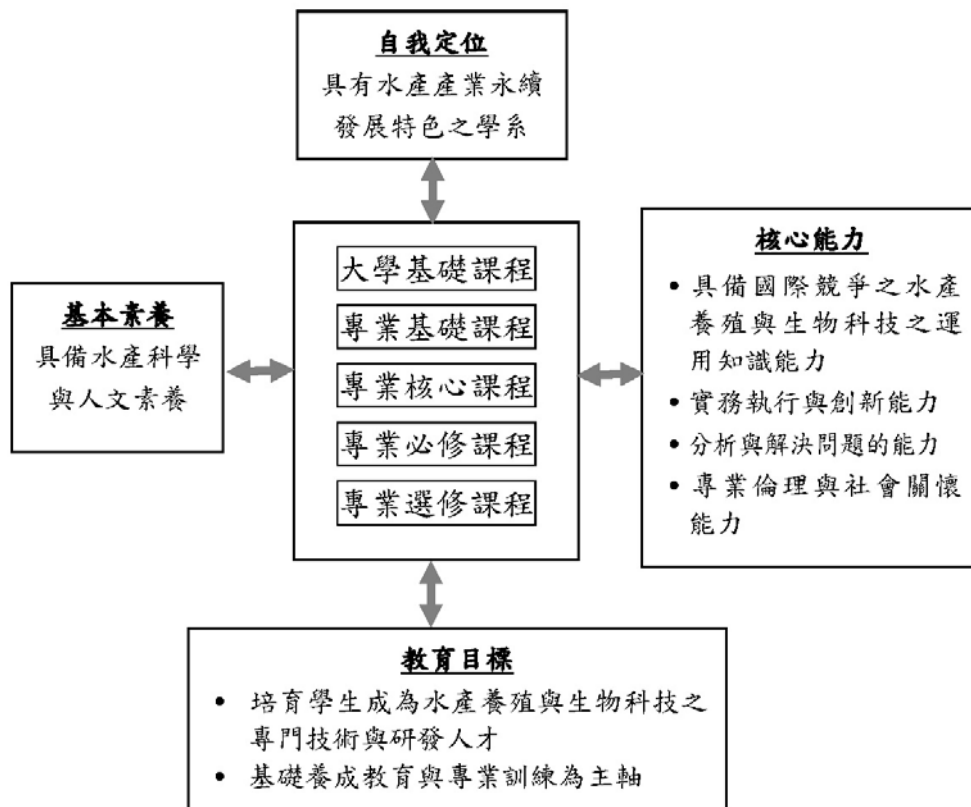 自我定位
具有水產產業永續
發展特色之學系
大學基礎課程
專業基礎課程
專業核心課程
專業必修課程
專業選修課程
基本素養
具備水產科學
與人文素養
核心能力
• 具備國際競爭之水產
養殖與生物科技之運
用知識能力
• 實務執行與創新能力
• 分析與解決問題的能力
• 專業倫理與社會關懷
能力
教育目標
• 培育學生成為水產養殖與生物科技之
專門技術與研發人才
• 基礎養成教育與專業訓練為主軸